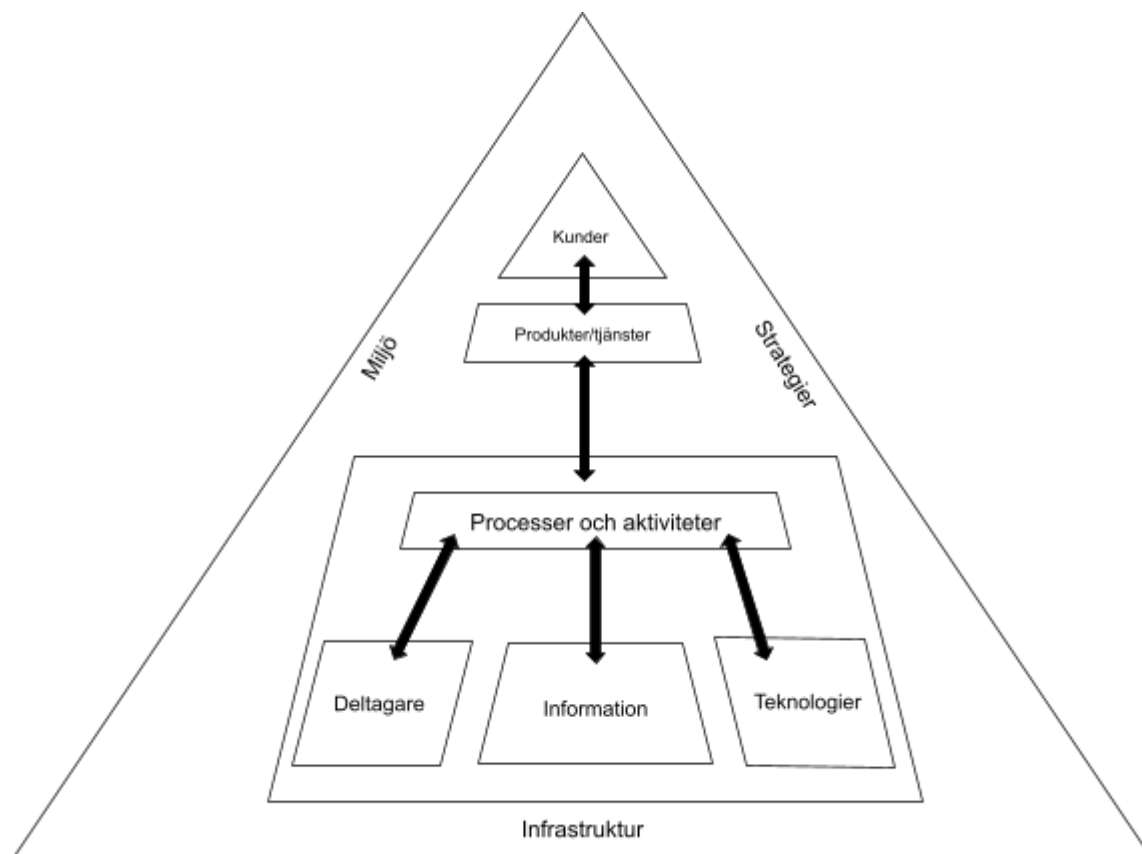 Kunder
Produkter/tjänster
Miljö
Strategier
Processer och aktiviteter
Deltagare
Information
Teknologier
Infrastruktur